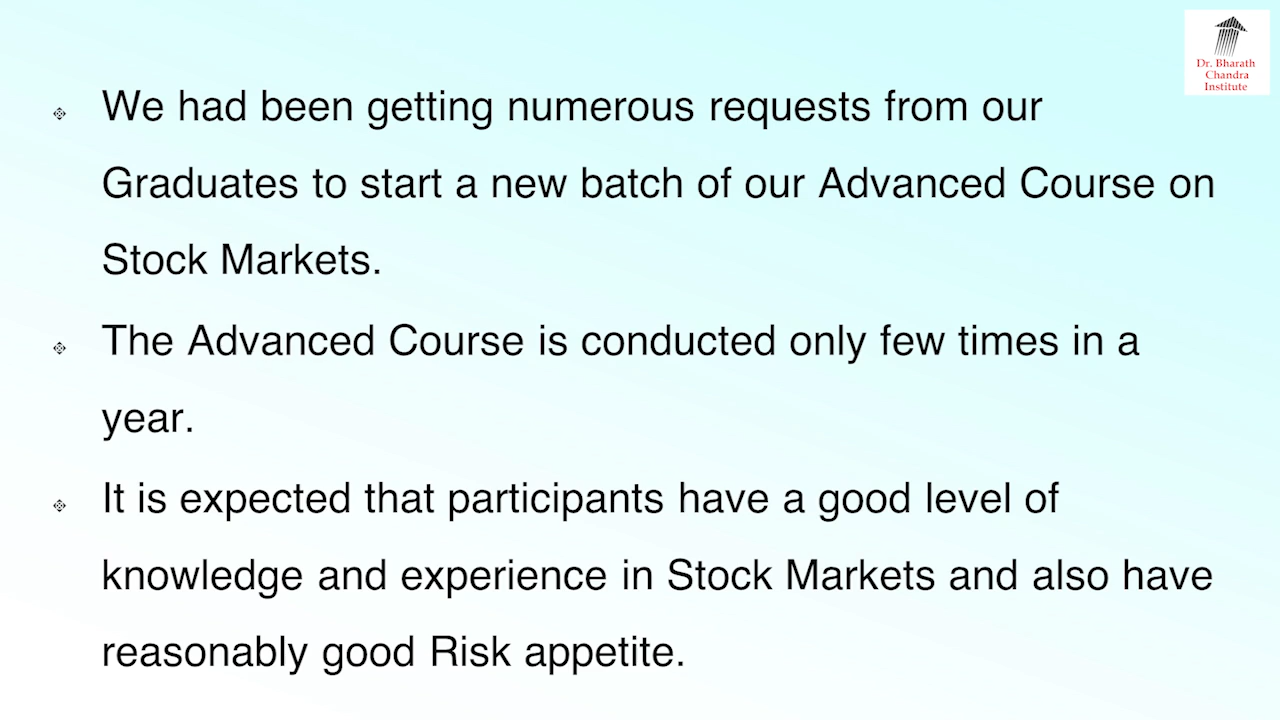 Dr. Bharath
Chandra
Institute
We had been getting numerous requests from our
Graduates to start a new batch of our Advanced Course on
Stock Markets.
The Advanced Course is conducted only few times in a
year.
It is expected that participants have a good level of
knowledge and experience in Stock Markets and also have
reasonably good Risk appetite.